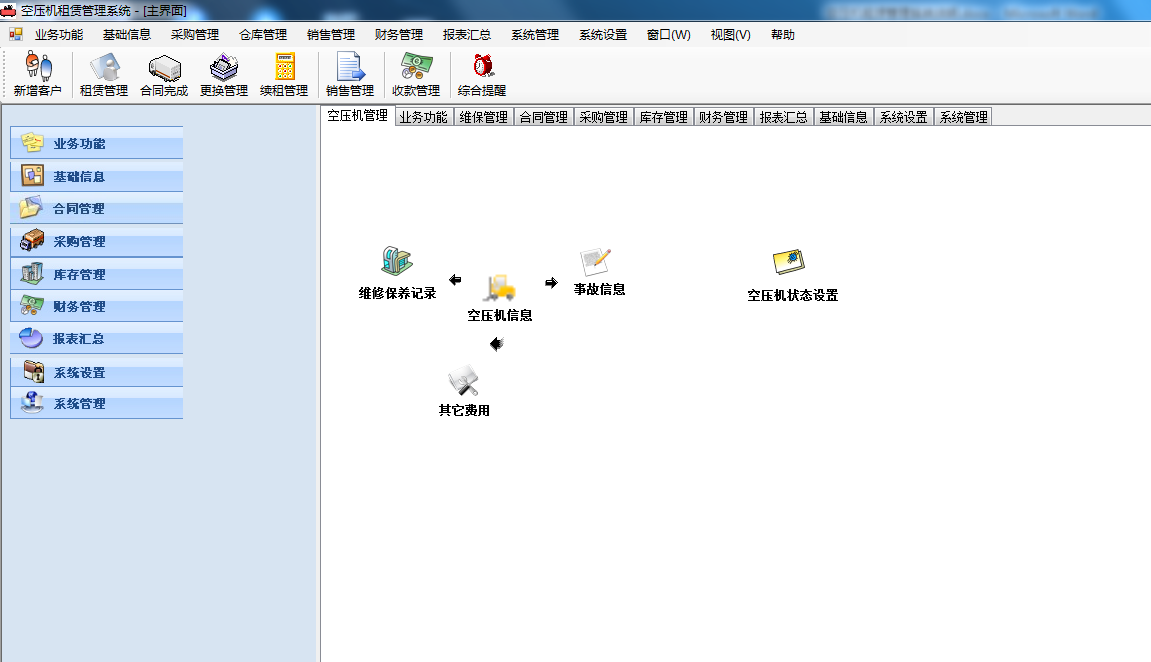 空压机租赁管理系统 - [主界面]
业务功能 基础信息 采购管理 仓库管理 销售管理 财务管理 报表汇总 系统管理 系统设置 窗口(W) 视图(V) 帮助
新增客户 租赁管理 合同完成 更换管理 续租管理 销售管理 收款管理 综合提醒
空压机管理 业务功能 维保管理 合同管理 采购管理 库存管理 财务管理 报表汇总 基础信息 系统设置 系统管理
业务功能
基础信息
合同管理
采购管理
库存管理
财务管理
报表汇总
系统设置
系统管理
维修保养记录
空压机信息
事故信息
空压机状态设置
其它费用